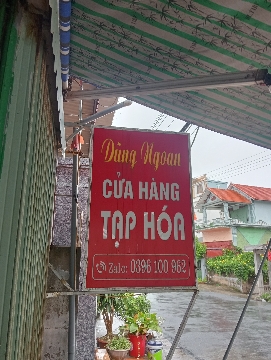 Dũng Ngoan
CỬA HÀNG
TẠP HÓA
Zalo: 0396 100 962